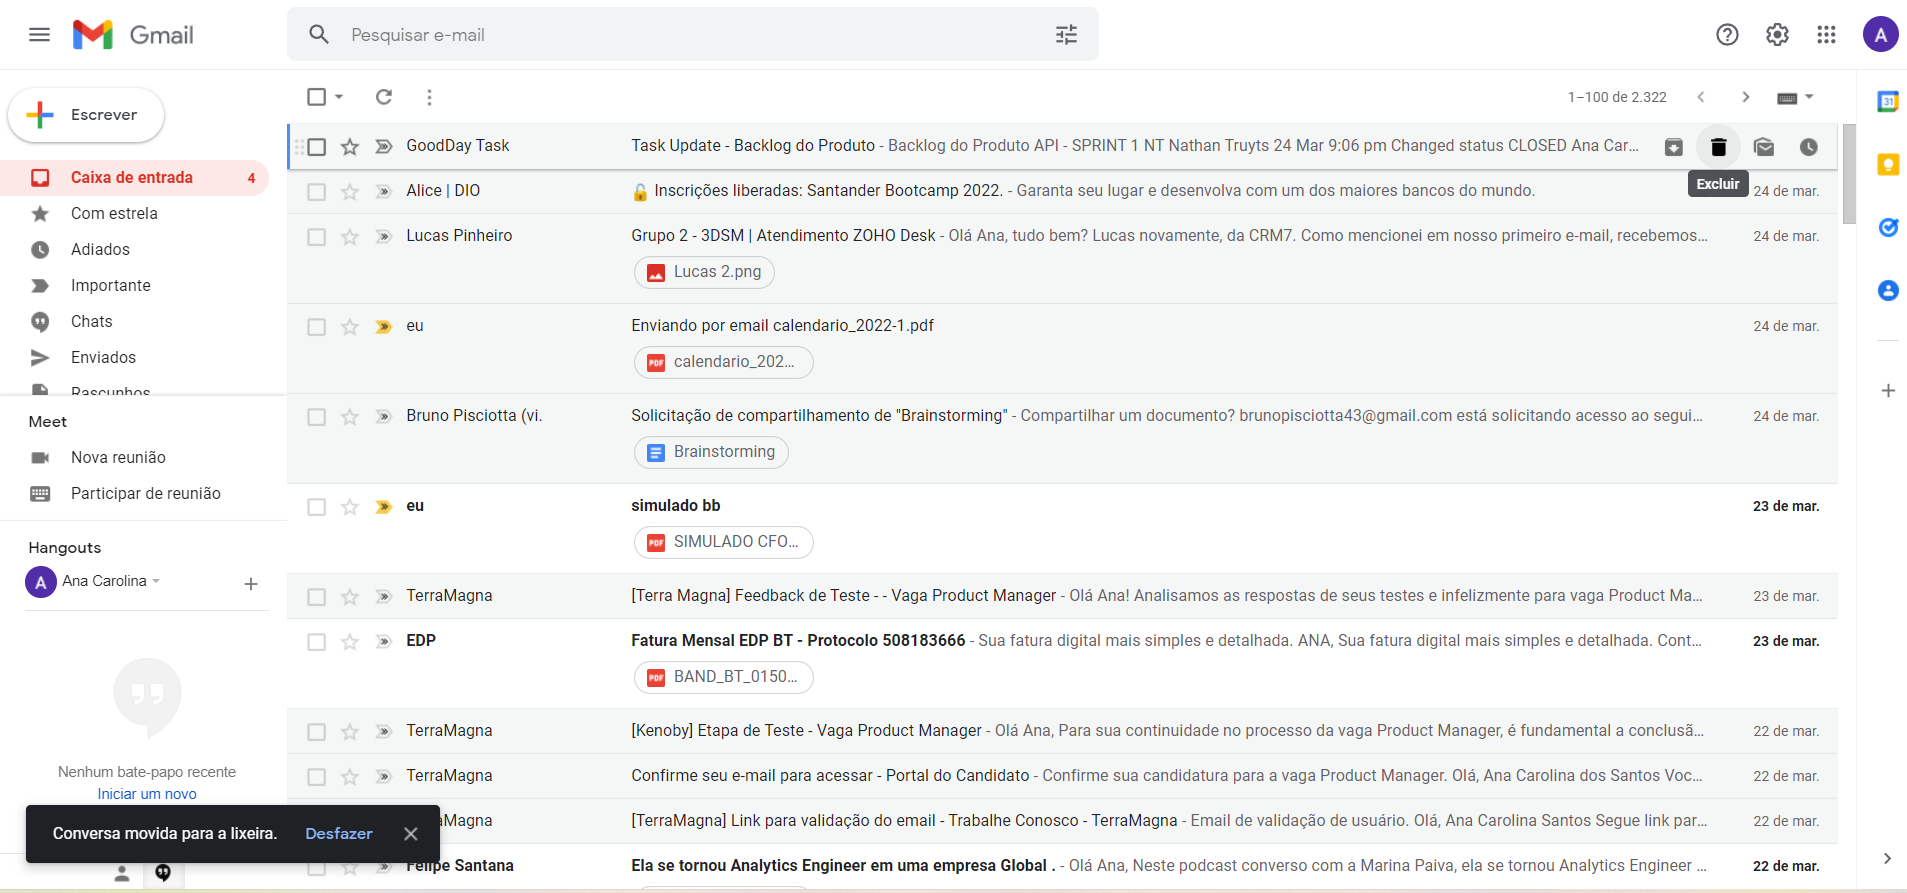 Gmail
Pesquisar e-mail
A
Escrever
1–100 de 2.322
31
Caixa de entrada 4
Com estrela
Adiados
Importante
Chats
Enviados
Rascunhos
Meet
Nova reunião
Participar de reunião
Hangouts
A Ana Carolina
Nenhum bate-papo recente
Iniciar um novo
GoodDay Task Task Update - Backlog do Produto - Backlog do Produto API - SPRINT 1 NT Nathan Truyts 24 Mar 9:06 pm Changed status CLOSED Ana Car...
Excluir
Alice | DIO 🔓 Inscrições liberadas: Santander Bootcamp 2022. - Garanta seu lugar e desenvolva com um dos maiores bancos do mundo. 24 de mar.
Lucas Pinheiro Grupo 2 - 3DSM | Atendimento ZOHO Desk - Olá Ana, tudo bem? Lucas novamente, da CRM7. Como mencionei em nosso primeiro e-mail, recebemos... 24 de mar.
Lucas 2.png
eu Enviando por email calendario_2022-1.pdf 24 de mar.
PDF calendario_202...
Bruno Pisciotta (vi. Solicitação de compartilhamento de "Brainstorming" - Compartilhar um documento? brunopisciotta43@gmail.com está solicitando acesso ao segui... 24 de mar.
Brainstorming
eu simulado bb 23 de mar.
PDF SIMULADO CFO...
TerraMagna [Terra Magna] Feedback de Teste - - Vaga Product Manager - Olá Ana! Analisamos as respostas de seus testes e infelizmente para vaga Product Ma... 23 de mar.
EDP Fatura Mensal EDP BT - Protocolo 508183666 - Sua fatura digital mais simples e detalhada. ANA, Sua fatura digital mais simples e detalhada. Cont... 23 de mar.
PDF BAND_BT_0150...
TerraMagna [Kenoby] Etapa de Teste - Vaga Product Manager - Olá Ana, Para sua continuidade no processo da vaga Product Manager, é fundamental a conclusã... 22 de mar.
TerraMagna Confirme seu e-mail para acessar - Portal do Candidato - Confirme sua candidatura para a vaga Product Manager. Olá, Ana Carolina dos Santos Voc... 22 de mar.
aMagna [TerraMagna] Link para validação do email - Trabalhe Conosco - TerraMagna - Email de validação de usuário. Olá, Ana Carolina Santos Segue link par... 22 de mar.
Felipe Santana Ela se tornou Analytics Engineer em uma empresa Global . - Olá Ana, Neste podcast converso com a Marina Paiva, ela se tornou Analytics Engineer ... 22 de mar.
Conversa movida para a lixeira. Desfazer